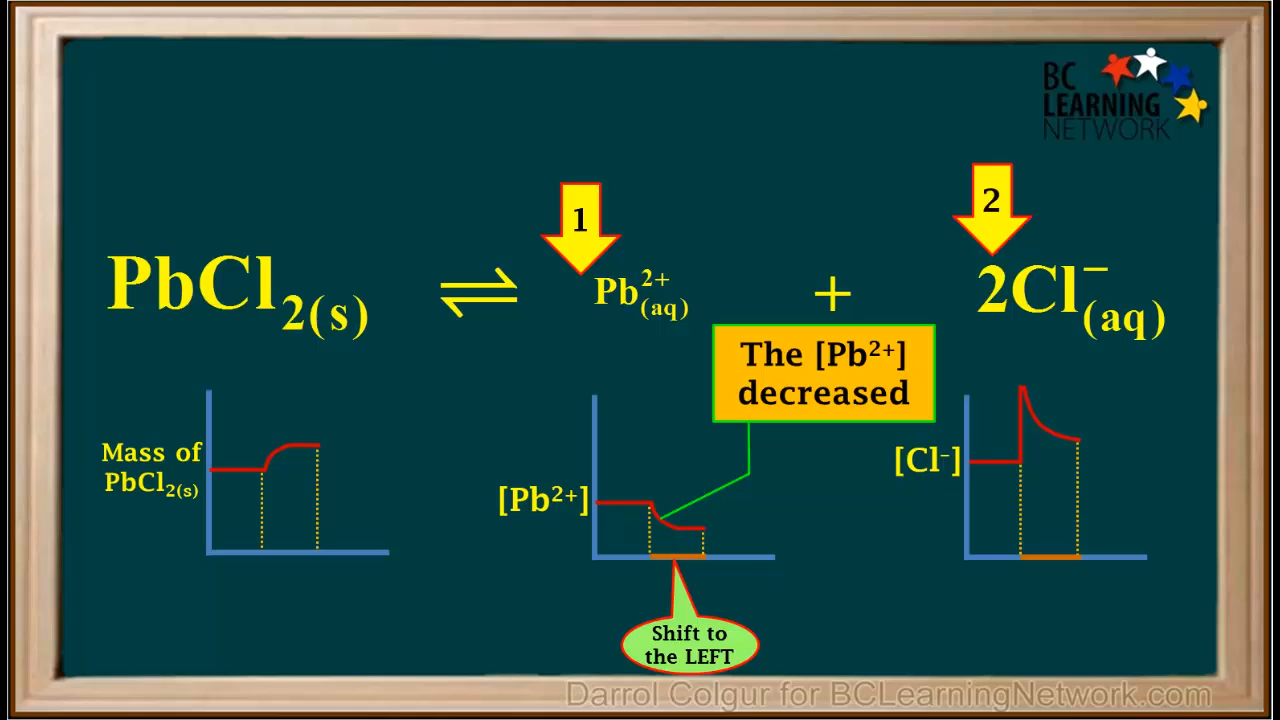 BC
LEARNING
NETWORK
1
2
PbCl₂(s) ⇌ Pb²⁺(aq) + 2Cl⁻(aq)
The [Pb²⁺]
decreased
Mass of
PbCl₂(s)
[Pb²⁺]
[Cl⁻]
Shift to
the LEFT
Darrol Colgur for BCLearningNetwork.com